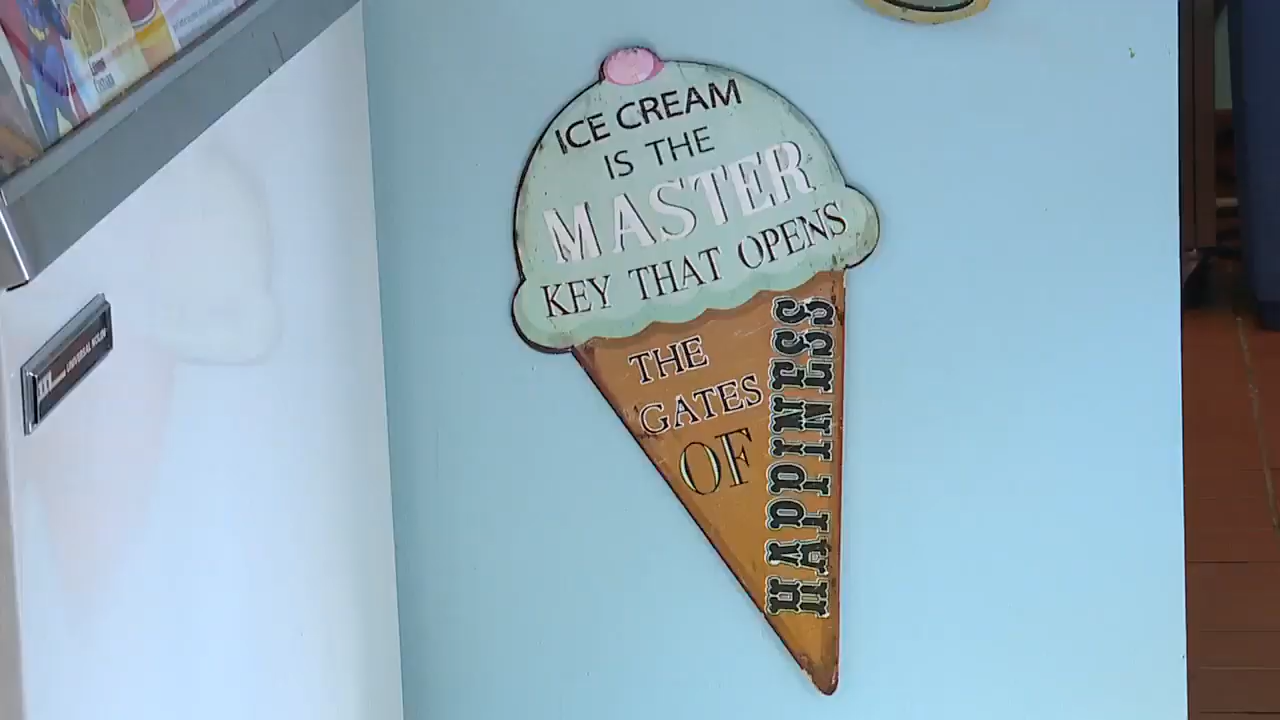 ICE CREAM
IS THE
MASTER
KEY THAT OPENS
THE
GATES
OF
HAPPINESS